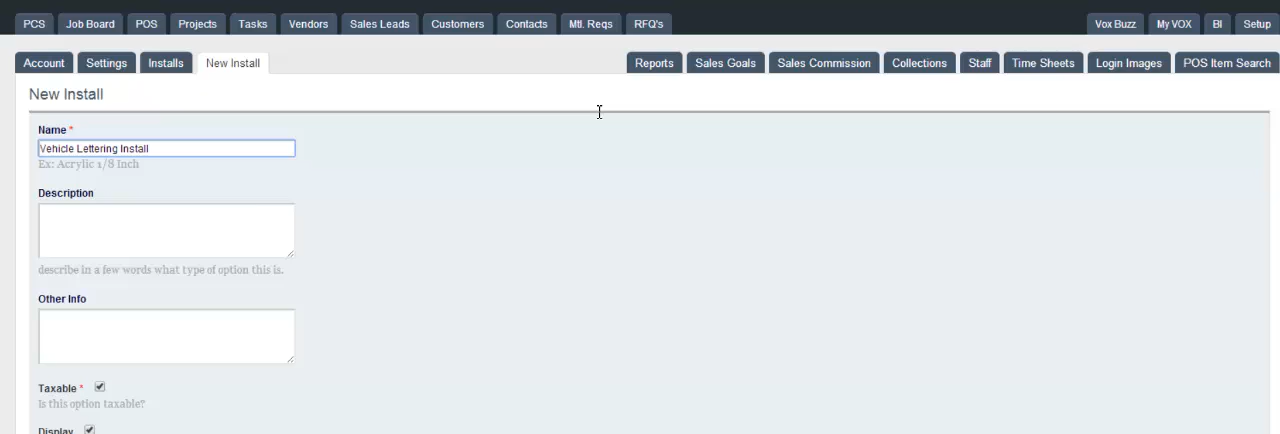 PCS Job Board POS Projects Tasks Vendors Sales Leads Customers Contacts Mtl. Reqs RFQ's Vox Buzz My VOX BI Setup
Account Settings Installs New Install Reports Sales Goals Sales Commission Collections Staff Time Sheets Login Images POS Item Search
New Install
Name *
Vehicle Lettering Install
Ex: Acrylic 1/8 Inch
Description
describe in a few words what type of option this is.
Other Info
Taxable *
Is this option taxable?
Display